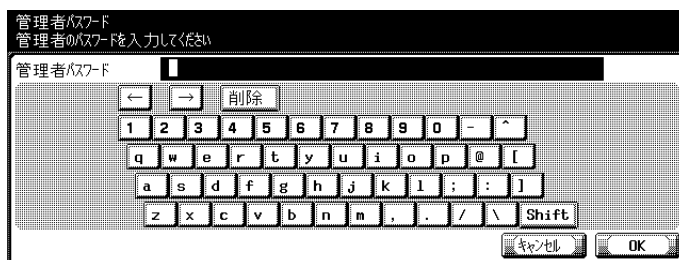 管理者パスワード
管理者のパスワードを入力してください
管理者パスワード
← → 削除
1 2 3 4 5 6 7 8 9 0 - ^
q w e r t y u i o p @ [
a s d f g h j k l ; : ]
z x c v b n m , . / \ Shift
キャンセル OK